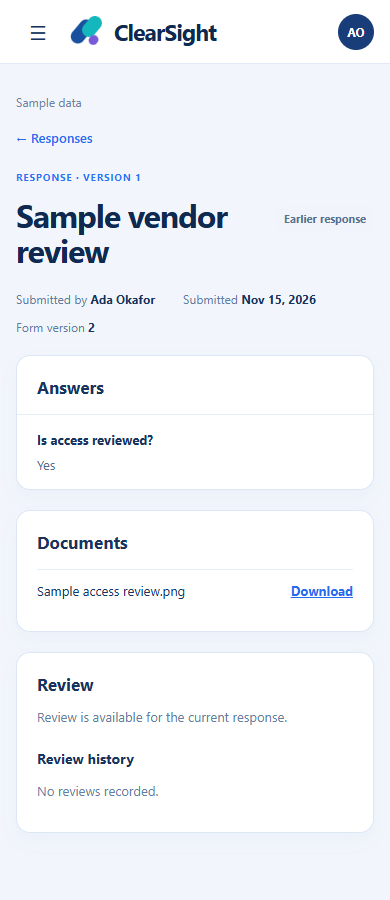 ClearSight
AO
Sample data
← Responses
RESPONSE · VERSION 1
Sample vendor
review
Earlier response
Submitted by Ada Okafor
Submitted Nov 15, 2026
Form version 2
Answers
Is access reviewed?
Yes
Documents
Sample access review.png
Download
Review
Review is available for the current response.
Review history
No reviews recorded.